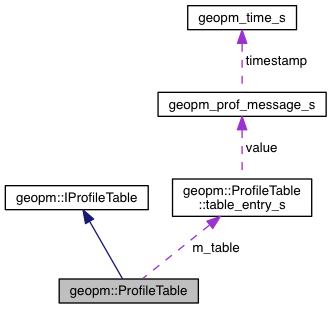 geopm_time_s
timestamp
geopm_prof_message_s
value
geopm::IProfileTable
geopm::ProfileTable
::table_entry_s
m_table
geopm::ProfileTable